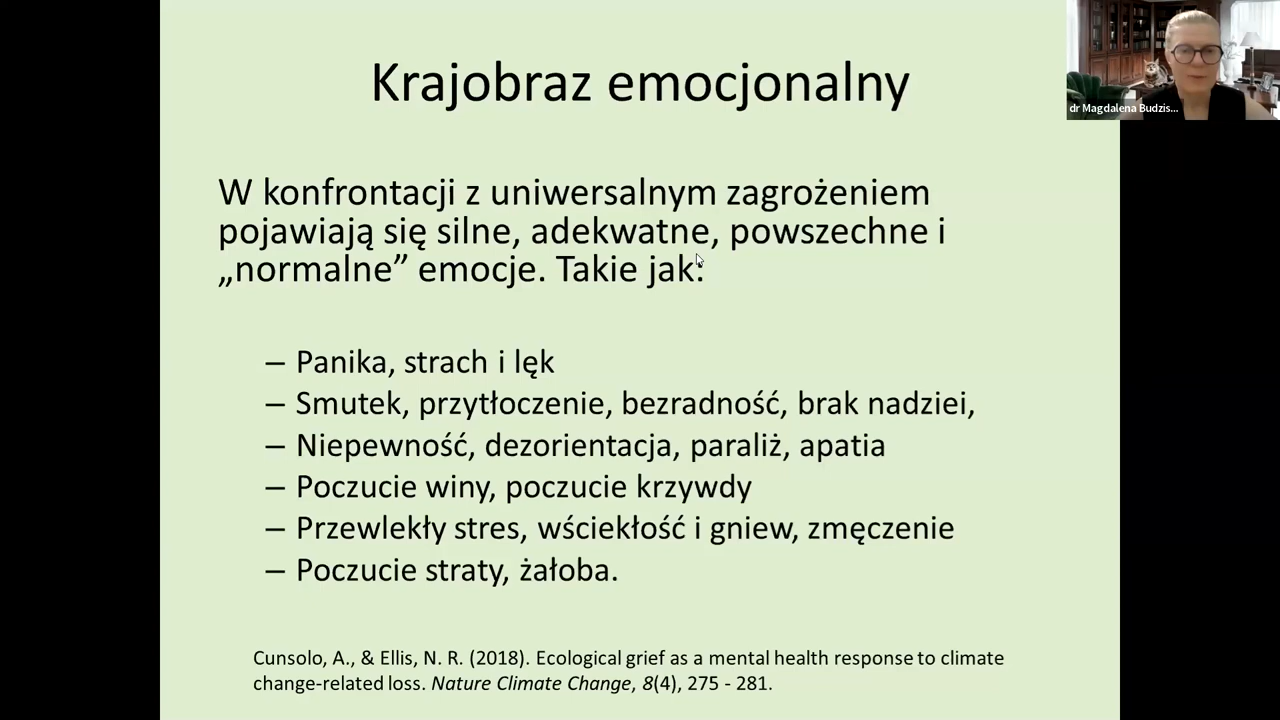 Krajobraz emocjonalny
dr Magdalena Budzis...
W konfrontacji z uniwersalnym zagrożeniem
pojawiają się silne, adekwatne, powszechne i
„normalne” emocje. Takie jak:
– Panika, strach i lęk
– Smutek, przytłoczenie, bezradność, brak nadziei,
– Niepewność, dezorientacja, paraliż, apatia
– Poczucie winy, poczucie krzywdy
– Przewlekły stres, wściekłość i gniew, zmęczenie
– Poczucie straty, żałoba.
Cunsolo, A., & Ellis, N. R. (2018). Ecological grief as a mental health response to climate
change-related loss. Nature Climate Change, 8(4), 275 - 281.